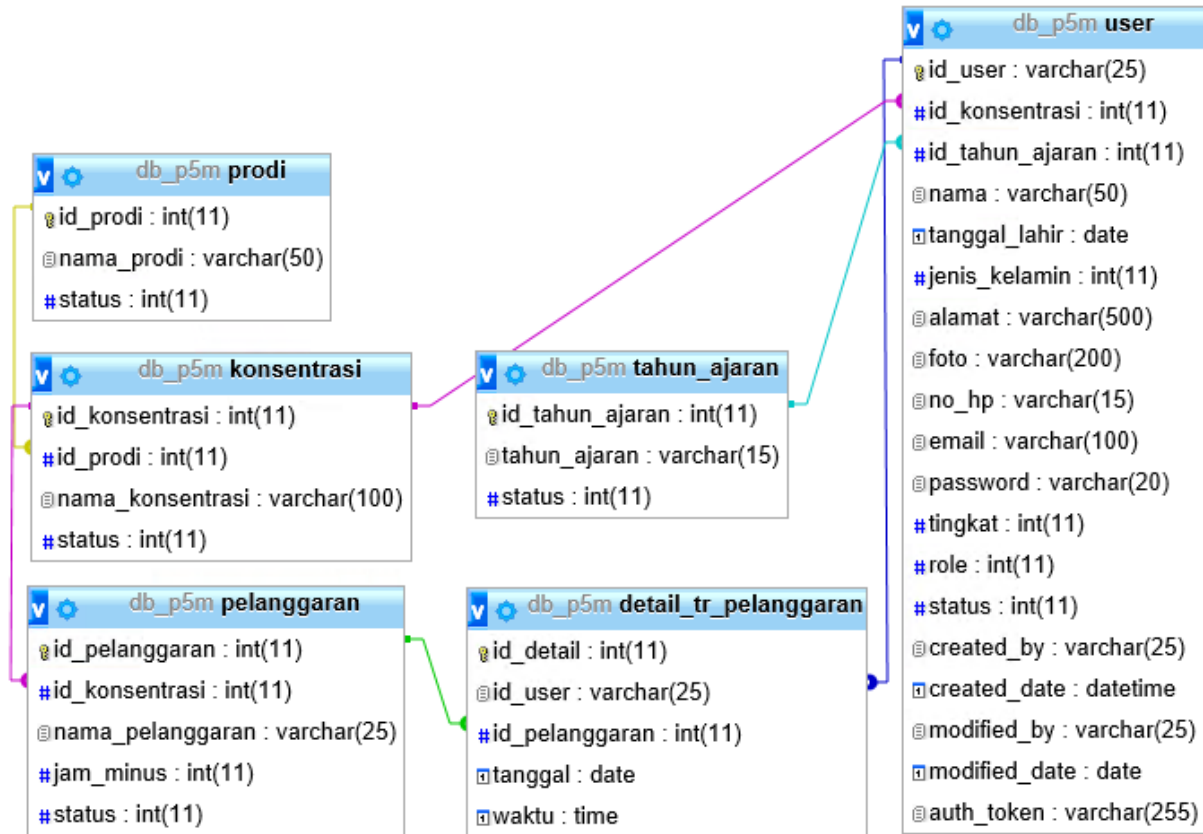 db_p5m prodi
id_prodi : int(11)
nama_prodi : varchar(50)
#status : int(11)
db_p5m konsentrasi
id_konsentrasi : int(11)
#id_prodi : int(11)
nama_konsentrasi : varchar(100)
#status : int(11)
db_p5m pelanggaran
id_pelanggaran : int(11)
#id_konsentrasi : int(11)
nama_pelanggaran : varchar(25)
#jam_minus : int(11)
#status : int(11)
db_p5m tahun_ajaran
id_tahun_ajaran : int(11)
tahun_ajaran : varchar(15)
#status : int(11)
db_p5m detail_tr_pelanggaran
id_detail : int(11)
id_user : varchar(25)
#id_pelanggaran : int(11)
tanggal : date
waktu : time
db_p5m user
id_user : varchar(25)
#id_konsentrasi : int(11)
#id_tahun_ajaran : int(11)
nama : varchar(50)
tanggal_lahir : date
#jenis_kelamin : int(11)
alamat : varchar(500)
foto : varchar(200)
no_hp : varchar(15)
email : varchar(100)
password : varchar(20)
#tingkat : int(11)
#role : int(11)
#status : int(11)
created_by : varchar(25)
created_date : datetime
modified_by : varchar(25)
modified_date : date
auth_token : varchar(255)